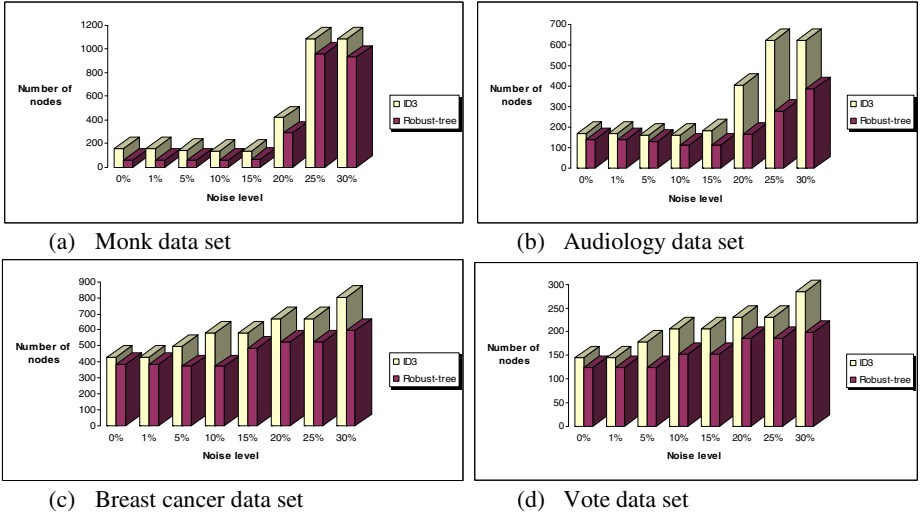 1200
1000
800
600
400
200
0
Number of
nodes
0% 1% 5% 10% 15% 20% 25% 30%
Noise level
ID3
Robust-tree
(a) Monk data set
700
600
500
400
300
200
100
0
Number of
nodes
0% 1% 5% 10% 15% 20% 25% 30%
Noise level
ID3
Robust-tree
(b) Audiology data set
900
800
700
600
500
400
300
200
100
0
Number of
nodes
0% 1% 5% 10% 15% 20% 25% 30%
Noise level
ID3
Robust-tree
(c) Breast cancer data set
300
250
200
150
100
50
0
Number of
nodes
0% 1% 5% 10% 15% 20% 25% 30%
Noise level
ID3
Robust-tree
(d) Vote data set